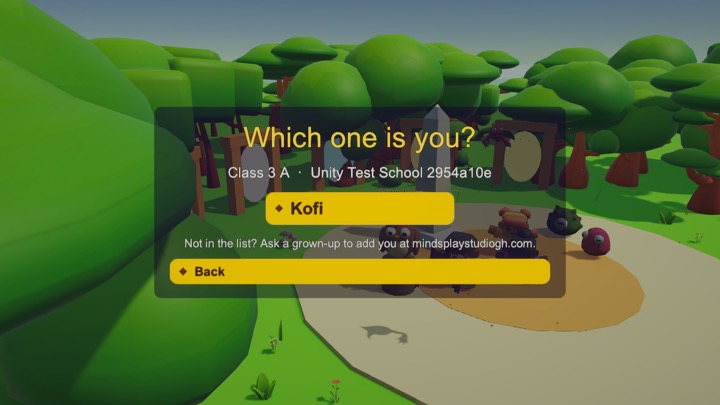 Which one is you?
Class 3 A · Unity Test School 2954a10e
Kofi
Not in the list? Ask a grown-up to add you at mindsplaystudiogh.com.
Back